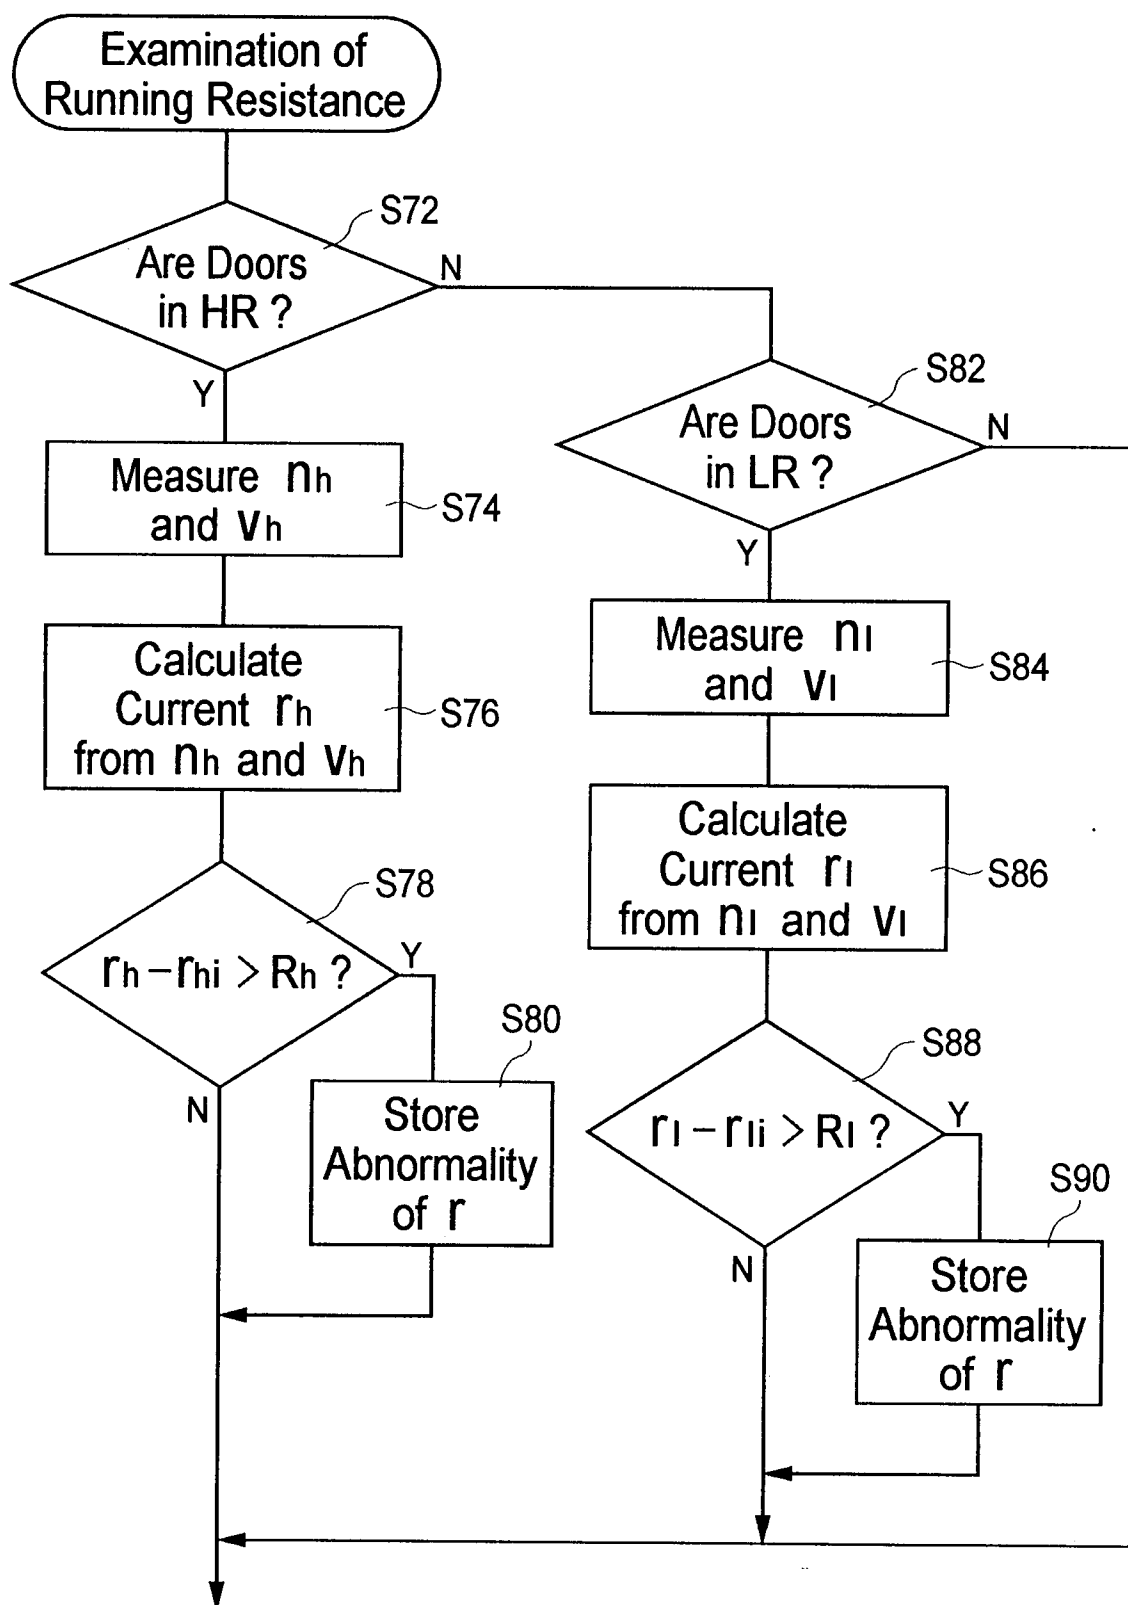 Examination of
Running Resistance
S72
Are Doors
in HR ?
N
Y
Measure nh
and vh
S74
Calculate
Current rh
from nh and vh
S76
S78
rh – rhi > Rh ?
Y
N
S80
Store
Abnormality
of r
S82
Are Doors
in LR ?
N
Y
Measure nl
and vl
S84
Calculate
Current rl
from nl and vl
S86
S88
rl – rli > Rl ?
Y
N
S90
Store
Abnormality
of r